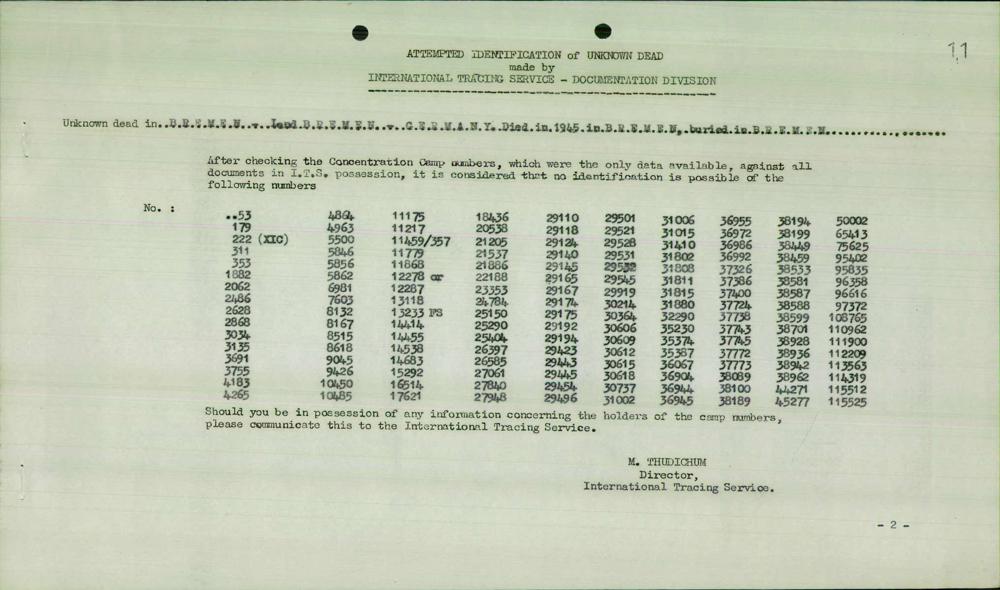 11
ATTEMPTED IDENTIFICATION of UNKNOWN DEAD
made by
INTERNATIONAL TRACING SERVICE - DOCUMENTATION DIVISION
Unknown dead in..B.R.E.M.E.N..-..Land.B.R.E.M.E.N..-..G.E.R.M.A.N.Y..Died.in.1945.in.B.R.E.M.E.N,.buried.in.B.R.E.M.E.N...................
After checking the Concentration Camp numbers, which were the only data available, against all
documents in I.T.S. possession, it is considered that no identification is possible of the
following numbers
No. :
..53 4864 11175 18436 29110 29501 31006 36955 38194 50002
179 4963 11217 20538 29118 29521 31015 36972 38199 65413
222 (XIC) 5500 11459/357 21205 29124 29528 31410 36986 38449 75625
311 5846 11779 21537 29140 29531 31802 36992 38459 95402
353 5856 11868 21886 29145 29532 31808 37326 38533 95835
1882 5862 12278 or 22188 29165 29545 31811 37386 38581 96358
2062 6981 12287 23353 29167 29919 31815 37400 38587 96616
2486 7603 13118 24784 29174 30214 31880 37724 38588 97372
2628 8132 13233 FS 25150 29175 30364 32290 37738 38599 108765
2868 8167 14414 25290 29192 30606 35230 37743 38701 110962
3034 8515 14455 25404 29194 30609 35374 37745 38928 111900
3135 8618 14538 26397 29423 30612 35387 37772 38936 112209
3691 9045 14683 26585 29443 30615 36067 37773 38942 113563
3755 9426 15292 27061 29445 30618 36904 38089 38962 114319
4183 10450 16514 27840 29454 30737 36944 38100 44271 115512
4265 10485 17621 27948 29496 31002 36945 38189 45277 115525
Should you be in possession of any information concerning the holders of the camp numbers,
please communicate this to the International Tracing Service.
M. THUDICHUM
Director,
International Tracing Service.
- 2 -